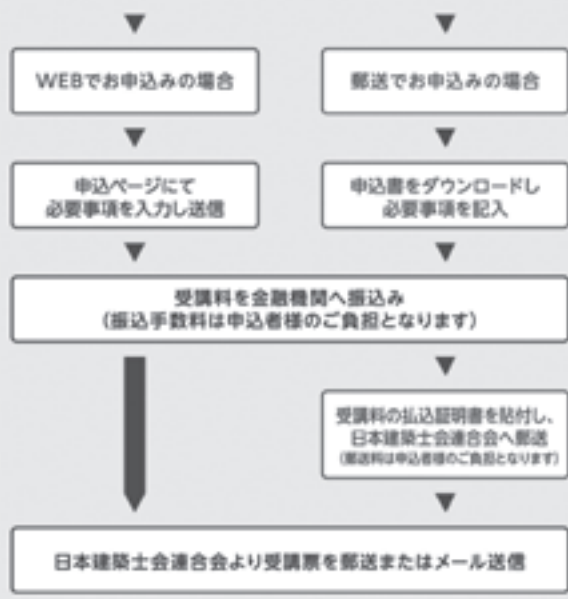 WEBでお申込みの場合
郵送でお申込みの場合
申込ページにて
必要事項を入力し送信
申込書をダウンロードし
必要事項を記入
受講料を金融機関へ振込み
(振込手数料は申込者様のご負担となります)
受講料の払込証明書を貼付し、
日本建築士会連合会へ郵送
(郵送料は申込者様のご負担となります)
日本建築士会連合会より受講票を郵送またはメール送信